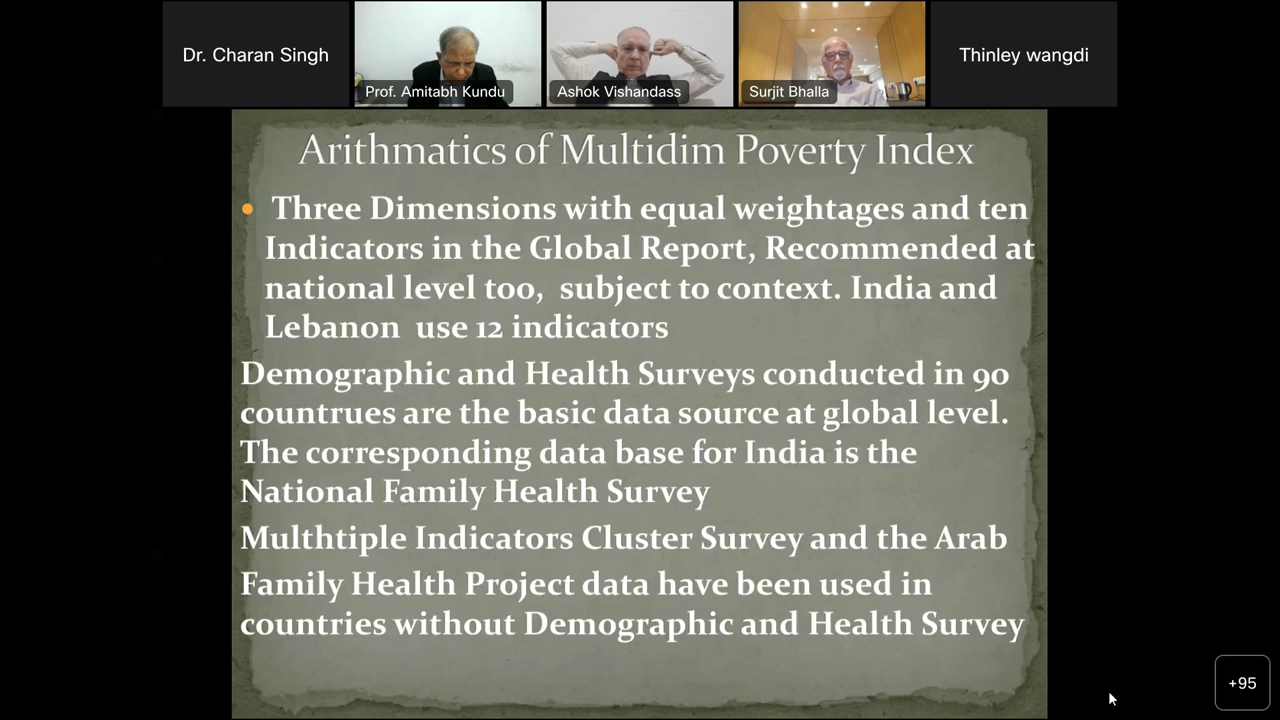 Dr. Charan Singh
Prof. Amitabh Kundu
Ashok Vishandass
Surjit Bhalla
Thinley wangdi
Arithmatics of Multidim Poverty Index
• Three Dimensions with equal weightages and ten
Indicators in the Global Report, Recommended at
national level too, subject to context. India and
Lebanon use 12 indicators
Demographic and Health Surveys conducted in 90
countrues are the basic data source at global level.
The corresponding data base for India is the
National Family Health Survey
Multhtiple Indicators Cluster Survey and the Arab
Family Health Project data have been used in
countries without Demographic and Health Survey
+95